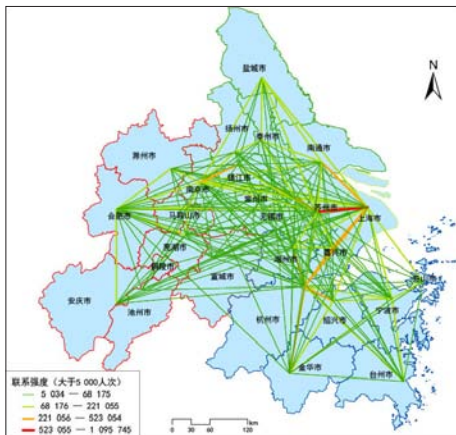 N
盐城市
扬州市
泰州市
南通市
滁州市
南京市
镇江市
常州市
合肥市
马鞍山市
无锡市
苏州市
上海市
芜湖市
铜陵市
湖州市
嘉兴市
宣城市
安庆市
池州市
杭州市
绍兴市
宁波市
舟山市
金华市
台州市
联系强度（大于5 000人次）
5 034 — 68 175
68 176 — 221 055
221 056 — 523 054
523 055 — 1 095 745
0 30 60 120
km